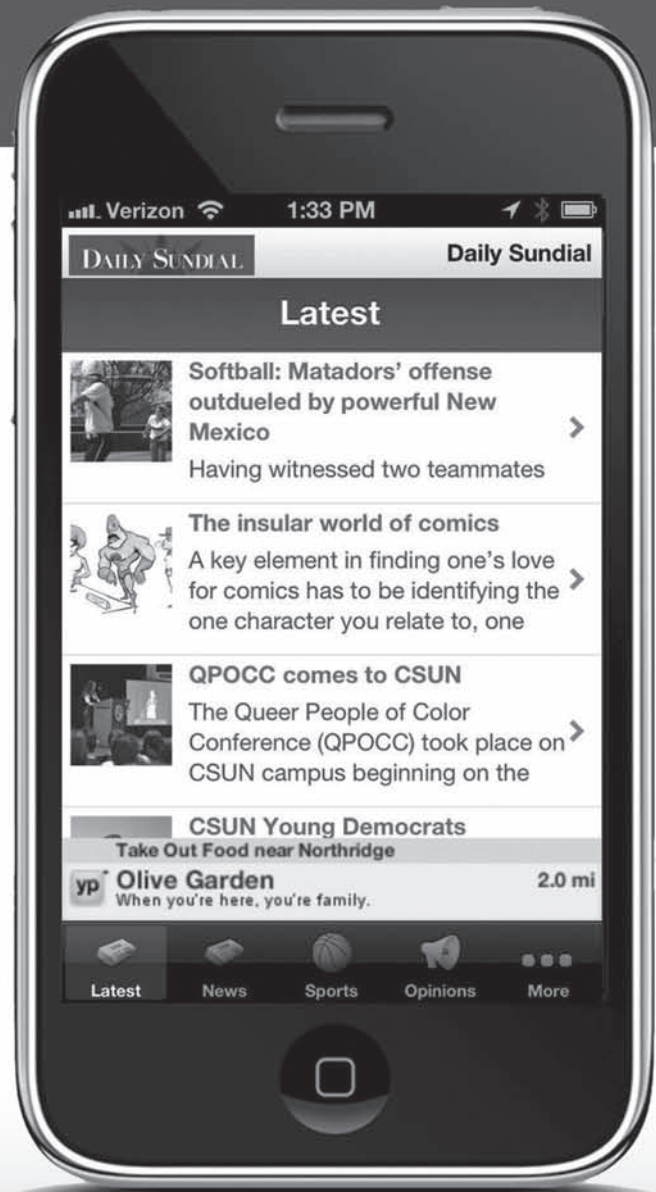 Verizon 1:33 PM
DAILY SUNDIAL Daily Sundial
Latest
Softball: Matadors' offense
outdueled by powerful New
Mexico
Having witnessed two teammates
The insular world of comics
A key element in finding one's love
for comics has to be identifying the
one character you relate to, one
QPOCC comes to CSUN
The Queer People of Color
Conference (QPOCC) took place on
CSUN campus beginning on the
CSUN Young Democrats
Take Out Food near Northridge
yp Olive Garden 2.0 mi
When you're here, you're family.
Latest News Sports Opinions More